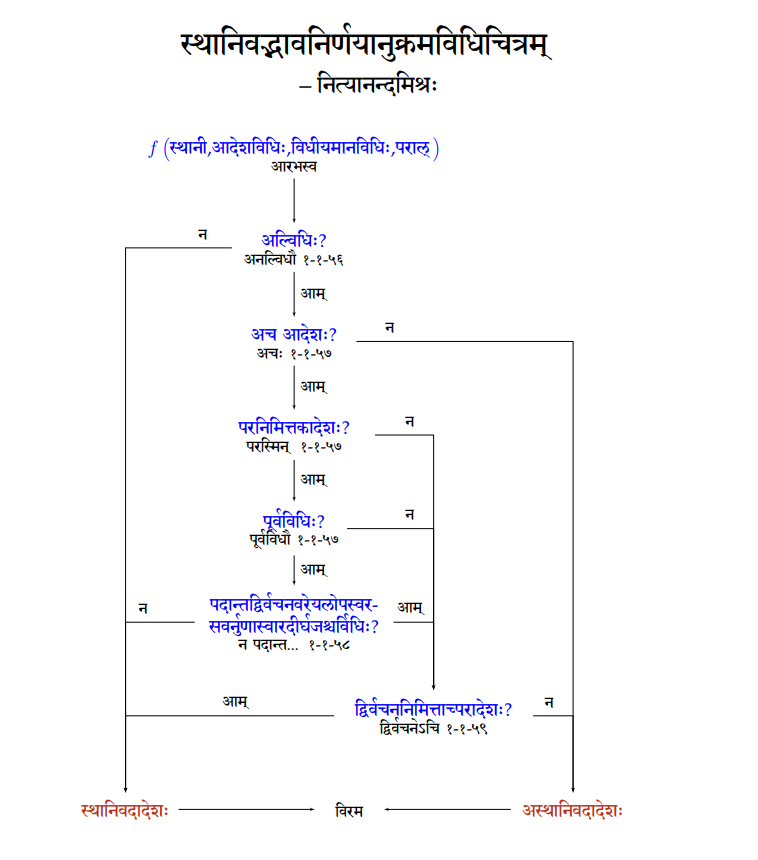 स्थानिवद्भावनिर्णयानुक्रमविधिचित्रम्
– नित्यानन्दमिश्रः
f (स्थानी,आदेशविधिः,विधीयमानविधिः,पराल्)
आरभस्व
न
अल्विधिः?
अनल्विधौ १-१-५६
आम्
अच आदेशः?
न
अचः १-१-५७
आम्
परनिमित्तकादेशः?
न
परस्मिन् १-१-५७
आम्
पूर्वविधिः?
न
पूर्वविधौ १-१-५७
आम्
पदान्तद्विर्वचनवरेयलोपस्वर-
न
आम्
सवर्नुणास्वारदीर्घजश्चर्विधिः?
न पदान्त... १-१-५८
आम्
द्विर्वचननिमित्ताच्परादेशः?
न
द्विर्वचनेऽचि १-१-५९
स्थानिवदादेशः
विरम
अस्थानिवदादेशः